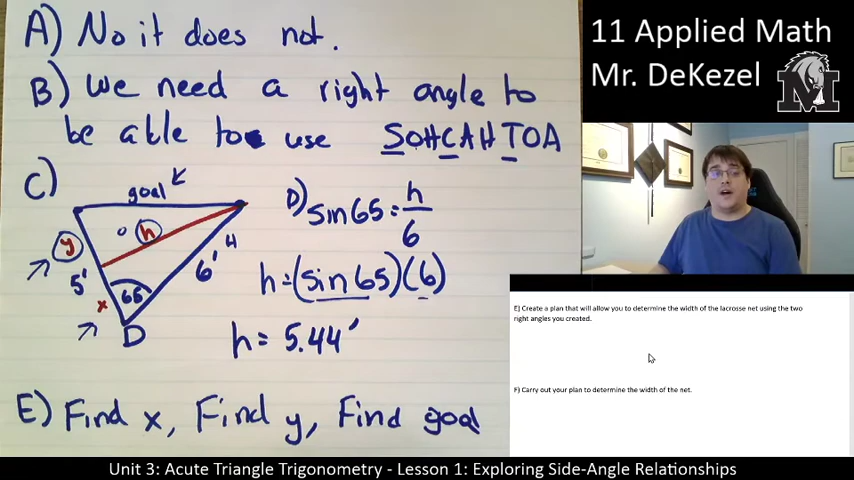 A) No it does not.
B) We need a right angle to
be able to use SOHCAHTOA
C)
goal
y
o
h
5'
x
65
D
6'
H
D) sin65 = h/6
h = (sin 65)(6)
h = 5.44'
E) Find x, Find y, Find goal
11 Applied Math
Mr. DeKezel
M
E) Create a plan that will allow you to determine the width of the lacrosse net using the two
right angles you created.
F) Carry out your plan to determine the width of the net.
Unit 3: Acute Triangle Trigonometry - Lesson 1: Exploring Side-Angle Relationships